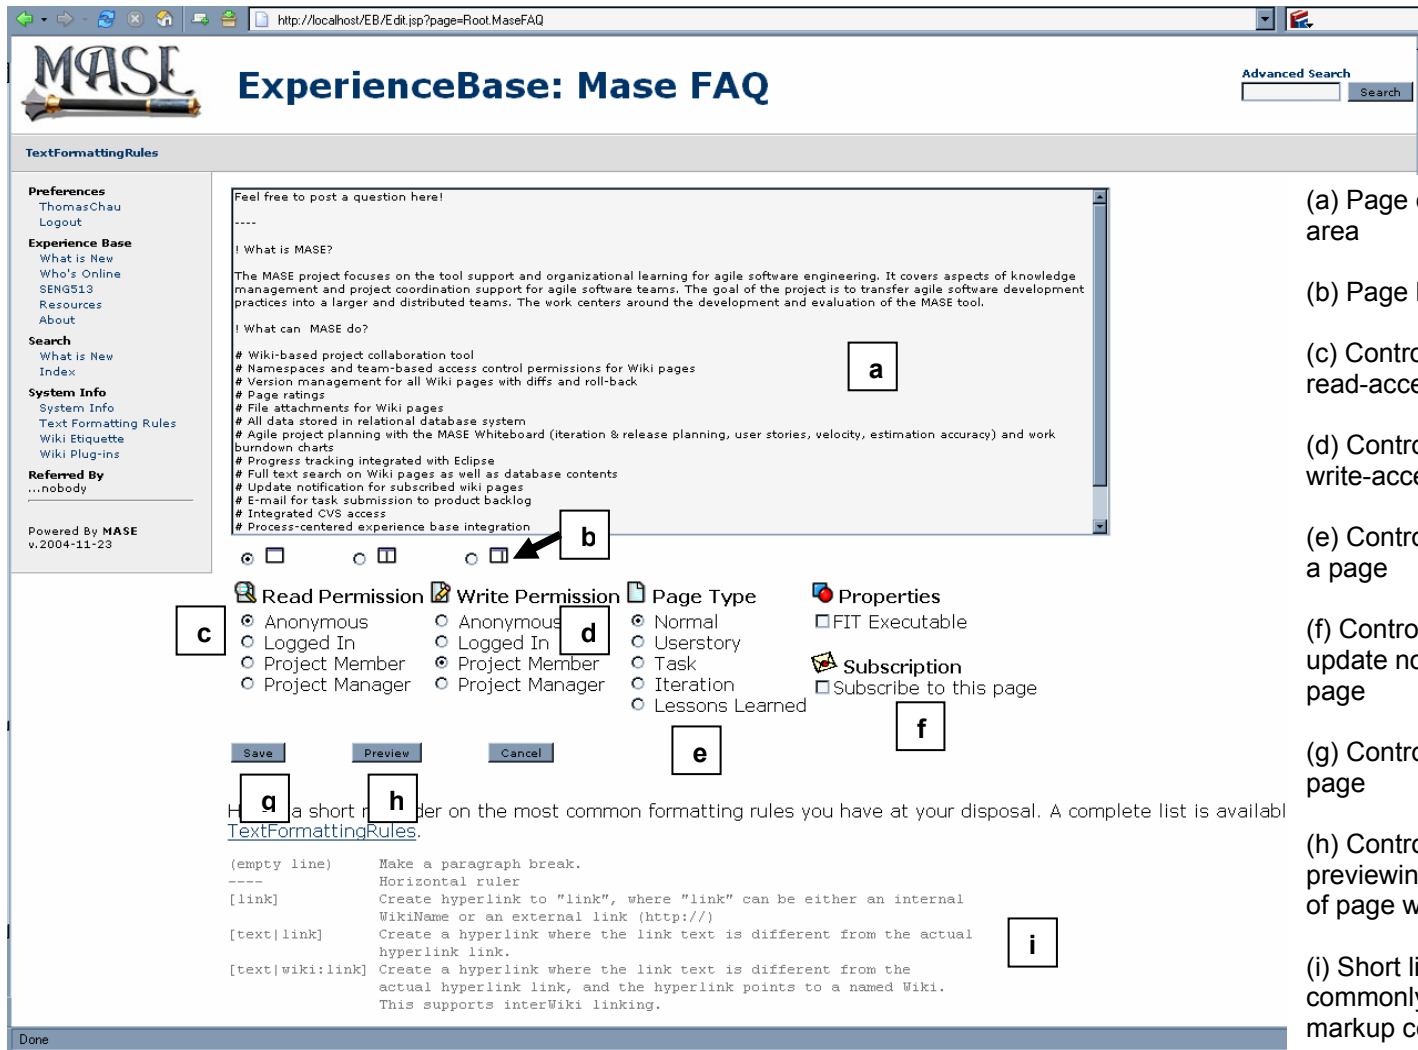 http://localhost/EB/Edit.jsp?page=Root.MaseFAQ
MASE
ExperienceBase: Mase FAQ
Advanced Search
Search
TextFormattingRules
Preferences
ThomasChau
Logout
Experience Base
What is New
Who's Online
SENG513
Resources
About
Search
What is New
Index
System Info
System Info
Text Formatting Rules
Wiki Etiquette
Wiki Plug-ins
Referred By
...nobody
Powered By MASE
v.2004-11-23
Feel free to post a question here!
----
! What is MASE?
The MASE project focuses on the tool support and organizational learning for agile software engineering. It covers aspects of knowledge
management and project coordination support for agile software teams. The goal of the project is to transfer agile software development
practices into a larger and distributed teams. The work centers around the development and evaluation of the MASE tool.
! What can  MASE do?
# Wiki-based project collaboration tool
# Namespaces and team-based access control permissions for Wiki pages
# Version management for all Wiki pages with diffs and roll-back
# Page ratings
# File attachments for Wiki pages
# All data stored in relational database system
# Agile project planning with the MASE Whiteboard (iteration & release planning, user stories, velocity, estimation accuracy) and work
burndown charts
# Progress tracking integrated with Eclipse
# Full text search on Wiki pages as well as database contents
# Update notification for subscribed wiki pages
# E-mail for task submission to product backlog
# Integrated CVS access
# Process-centered experience base integration
a
b
Read Permission
Anonymous
Logged In
Project Member
Project Manager
c
Write Permission
Anonymous
Logged In
Project Member
Project Manager
d
Page Type
Normal
Userstory
Task
Iteration
Lessons Learned
e
Properties
FIT Executable
Subscription
Subscribe to this page
f
Save Preview Cancel
g h
a short der on the most common formatting rules you have at your disposal. A complete list is availabl
TextFormattingRules.
(empty line) Make a paragraph break.
---- Horizontal ruler
[link] Create hyperlink to "link", where "link" can be either an internal
WikiName or an external link (http://)
[text|link] Create a hyperlink where the link text is different from the actual
hyperlink link.
[text|wiki:link] Create a hyperlink where the link text is different from the
actual hyperlink link, and the hyperlink points to a named Wiki.
This supports interWiki linking.
i
Done
(a) Page
area
(b) Page
(c) Contro
read-acce
(d) Contro
write-acce
(e) Contro
a page
(f) Contro
update no
page
(g) Contro
page
(h) Contro
previewin
of page w
(i) Short li
commonly
markup co